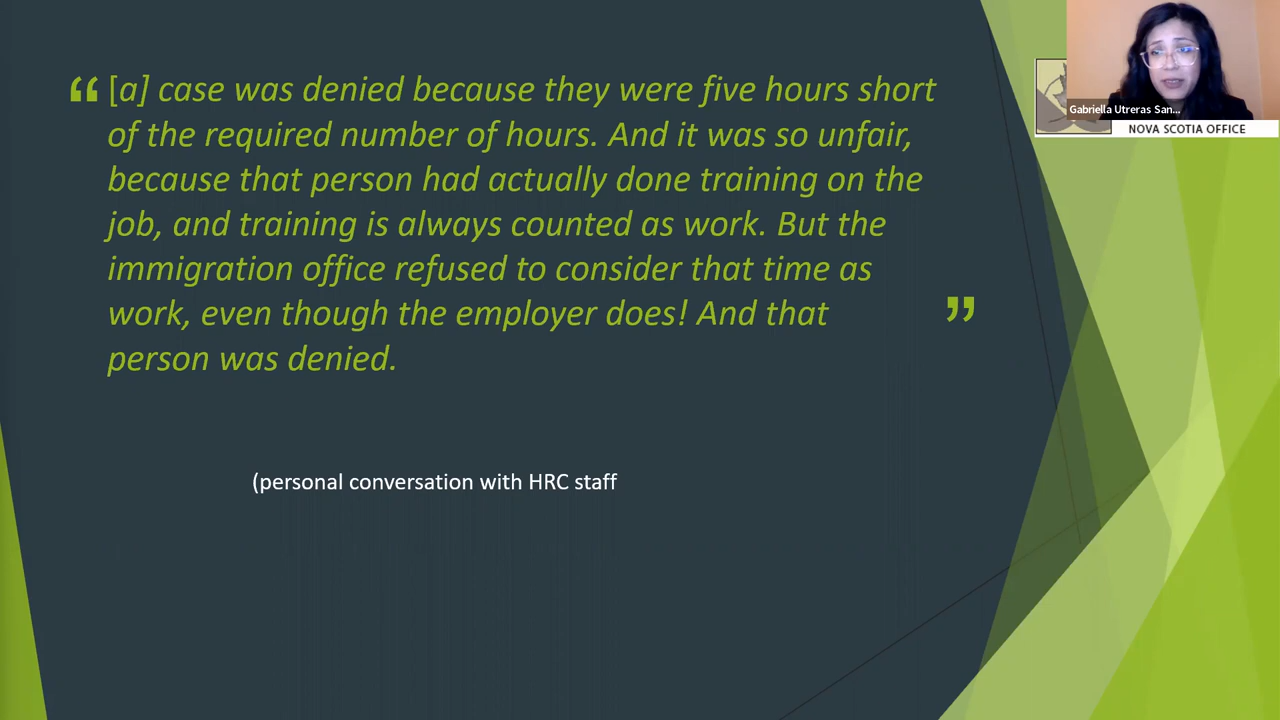 “ [a] case was denied because they were five hours short
of the required number of hours. And it was so unfair,
because that person had actually done training on the
job, and training is always counted as work. But the
immigration office refused to consider that time as
work, even though the employer does! And that ”
person was denied.
(personal conversation with HRC staff
Gabriella Utreras San...
NOVA SCOTIA OFFICE